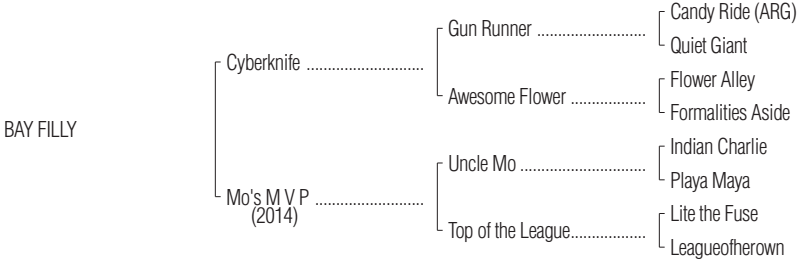 Candy Ride (ARG)
Gun Runner ..........................
Quiet Giant
Cyberknife ............................
Flower Alley
Awesome Flower ..................
Formalities Aside
BAY FILLY
Indian Charlie
Uncle Mo ..............................
Playa Maya
Mo's M V P ..........................
(2014)
Lite the Fuse
Top of the League..................
Leagueofherown